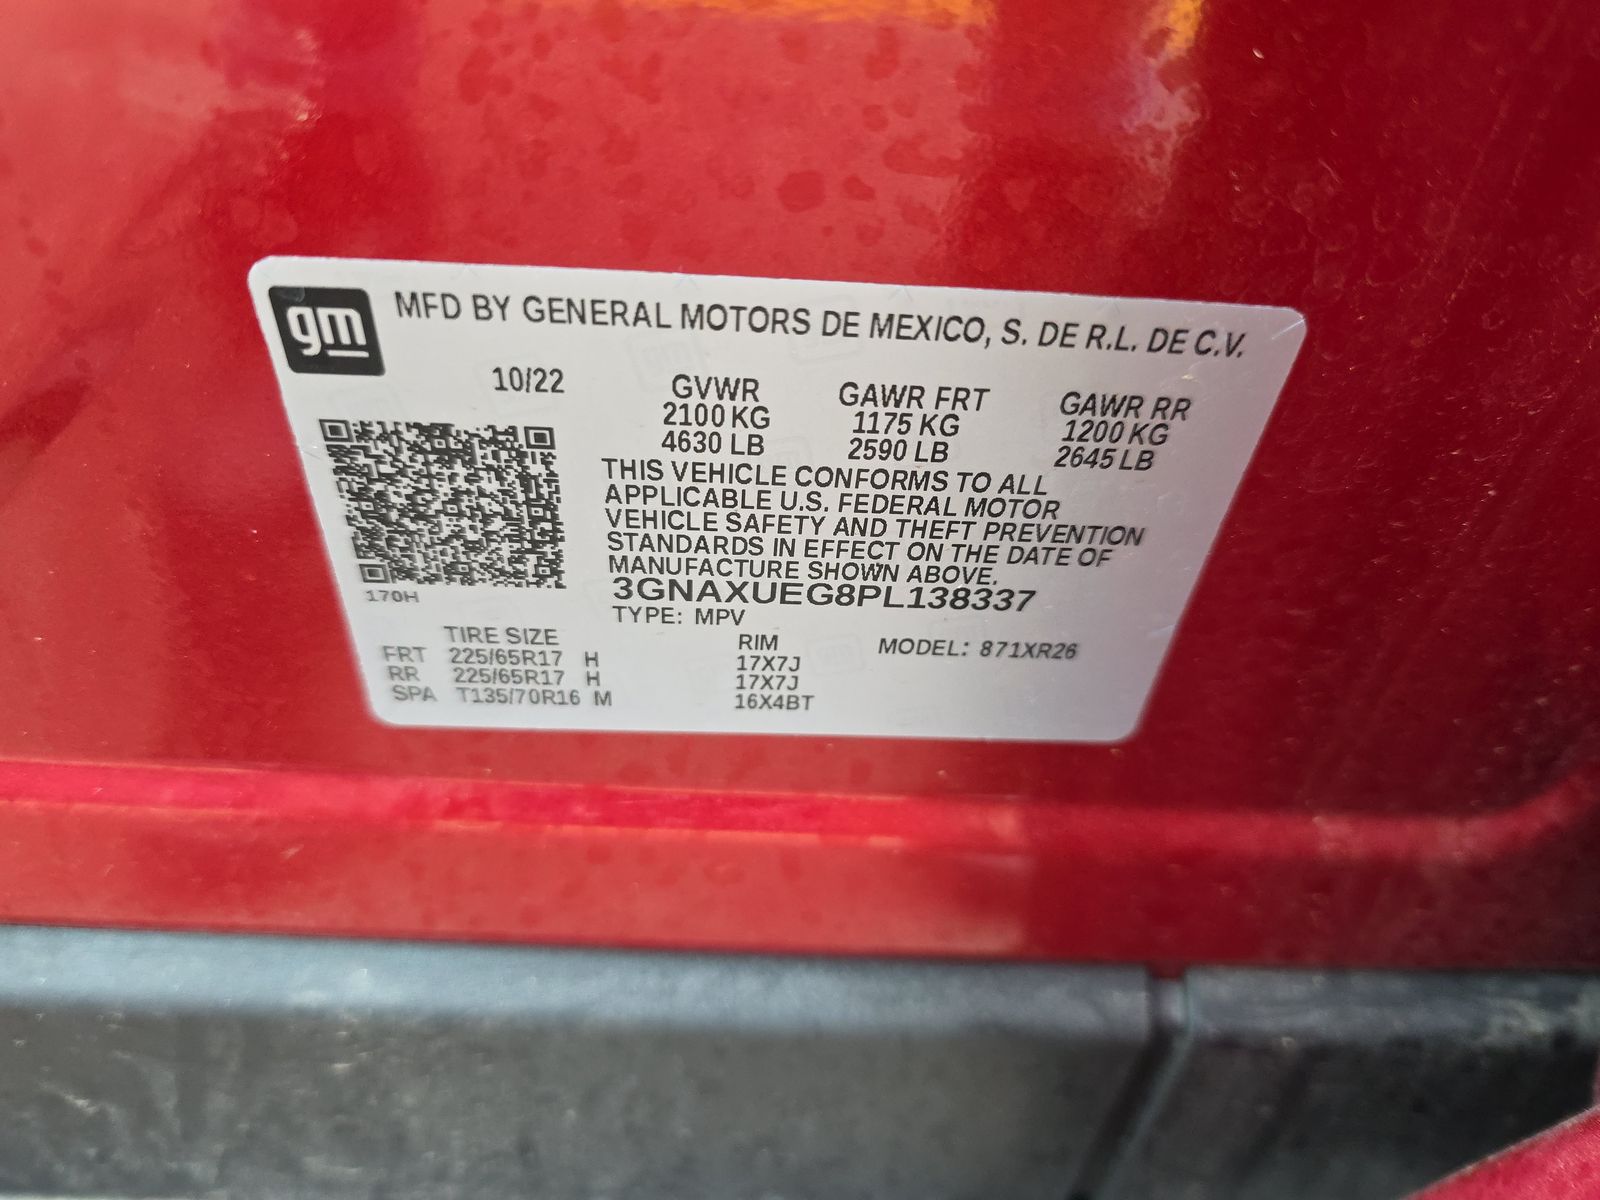 gm
MFD BY GENERAL MOTORS DE MEXICO, S. DE R.L. DE C.V.
10/22 GVWR GAWR FRT GAWR RR
2100 KG 1175 KG 1200 KG
4630 LB 2590 LB 2645 LB
THIS VEHICLE CONFORMS TO ALL
APPLICABLE U.S. FEDERAL MOTOR
VEHICLE SAFETY AND THEFT PREVENTION
STANDARDS IN EFFECT ON THE DATE OF
MANUFACTURE SHOWN ABOVE.
3GNAXUEG8PL138337
170H
TYPE: MPV
TIRE SIZE RIM MODEL: 871XR26
FRT 225/65R17 H 17X7J
RR 225/65R17 H 17X7J
SPA T135/70R16 M 16X4BT